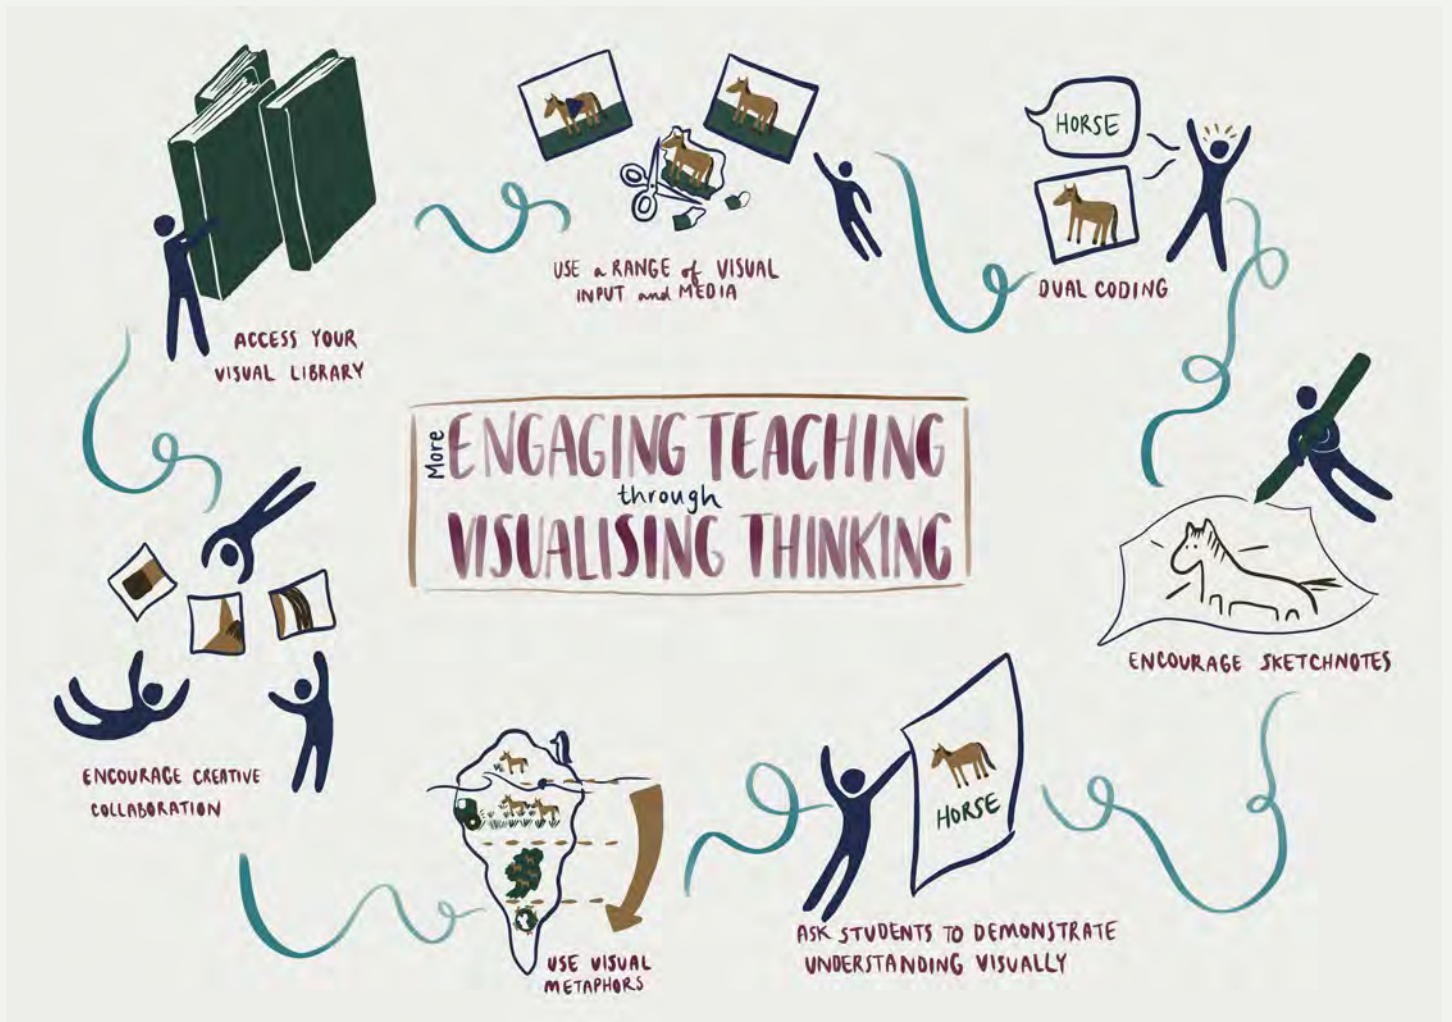 ACCESS YOUR
VISUAL LIBRARY
USE a RANGE of VISUAL
INPUT and MEDIA
HORSE
DUAL CODING
More ENGAGING TEACHING
through
VISUALISING THINKING
ENCOURAGE SKETCHNOTES
ENCOURAGE CREATIVE
COLLABORATION
USE VISUAL
METAPHORS
HORSE
ASK STUDENTS TO DEMONSTRATE
UNDERSTANDING VISUALLY